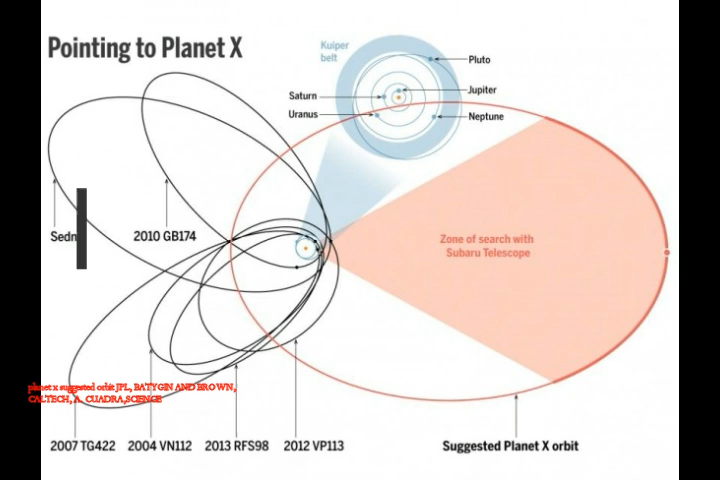 Pointing to Planet X
Kuiper
belt
Pluto
Saturn
Jupiter
Uranus
Neptune
Sedn
2010 GB174
Zone of search with
Subaru Telescope
planet x suggested orbit JPL, BATYGIN AND BROWN,
CALTECH, A. CUADRA,SCIENCE
2007 TG422
2004 VN112
2013 RFS98
2012 VP113
Suggested Planet X orbit